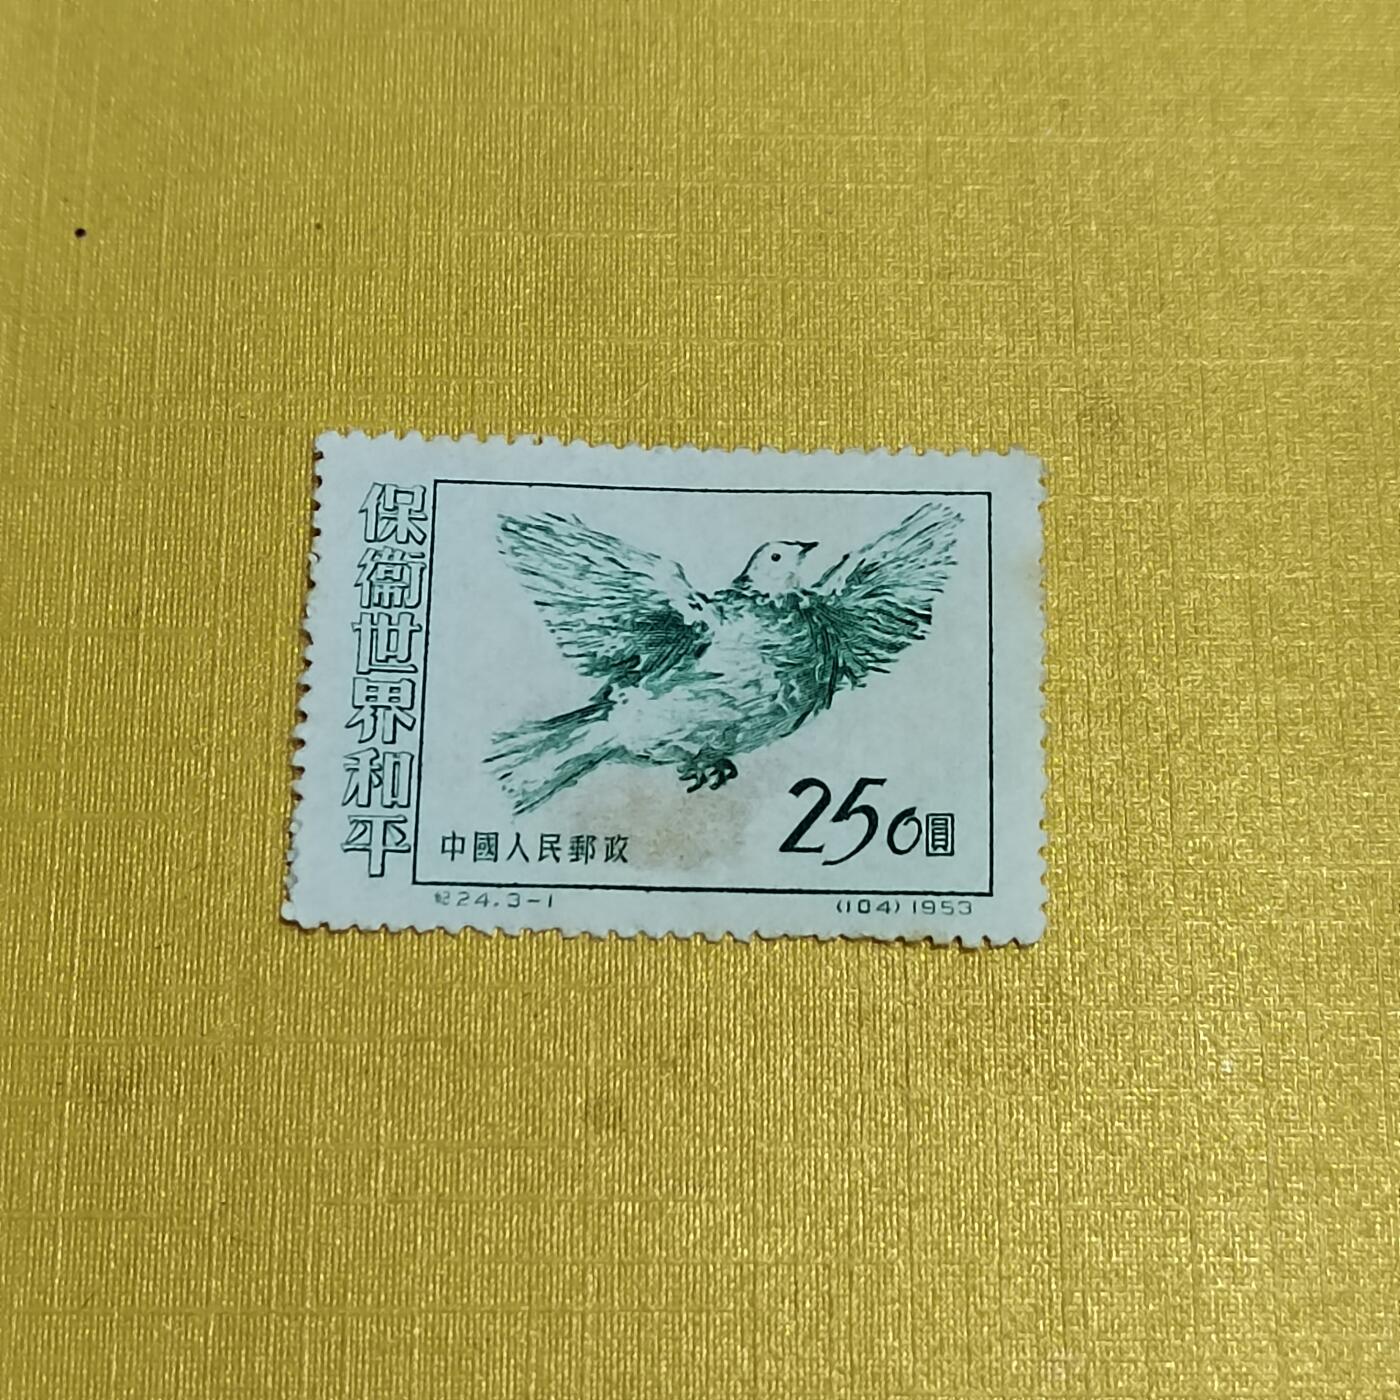 保衞世界和平
250圓
中國人民郵政
紀24.3-1
(104)1953